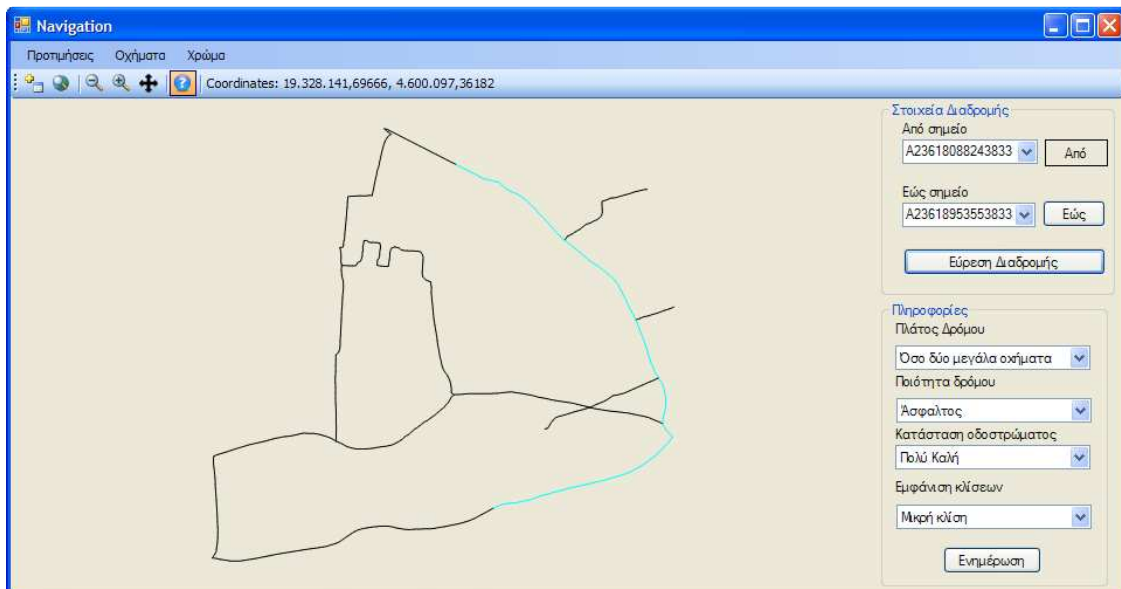 Navigation
Προτιμήσεις Οχήματα Χρώμα
Coordinates: 19.328.141,69666, 4.600.097,36182
Στοιχεία Διαδρομής
Από σημείο
A23618088243833 Από
Εώς σημείο
A23618953553833 Εώς
Εύρεση Διαδρομής
Πληροφορίες
Πλάτος Δρόμου
Όσο δύο μεγάλα οχήματα
Ποιότητα δρόμου
Άσφαλτος
Κατάσταση οδοστρώματος
Πολύ Καλή
Εμφάνιση κλίσεων
Μικρή κλίση
Ενημέρωση